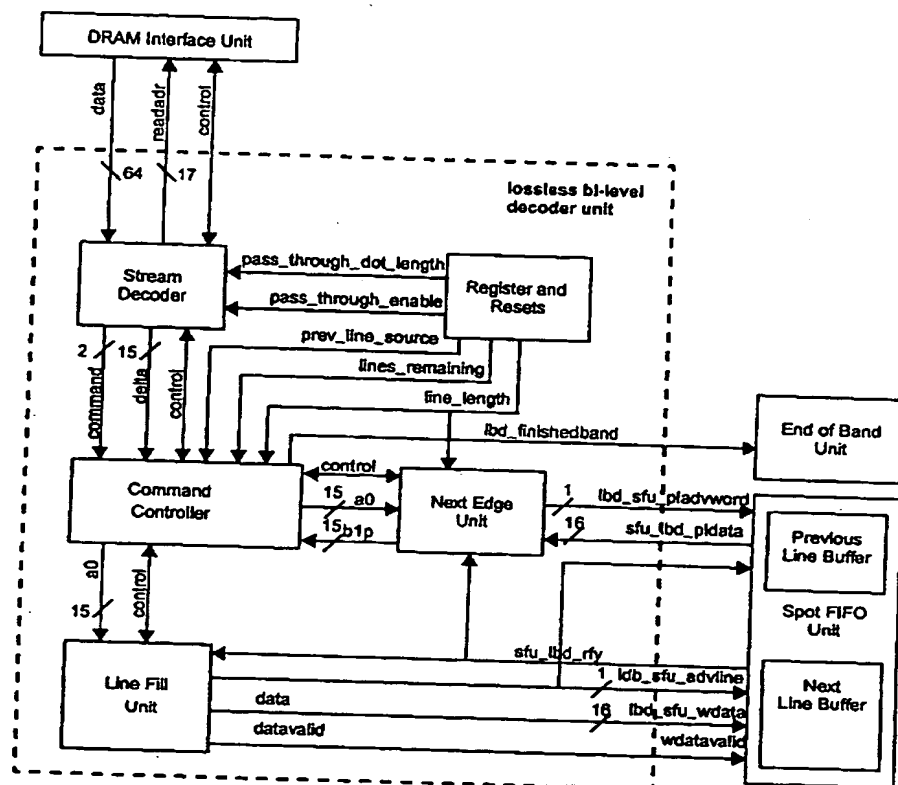 DRAM Interface Unit
data
readadr
control
64
17
lossless bi-level
decoder unit
Stream
Decoder
pass_through_dot_length
pass_through_enable
Register and
Resets
prev_line_source
lines_remaining
line_length
2
15
command
delta
control
lbd_finishedband
End of Band
Unit
Command
Controller
control
15
a0
15
b1p
Next Edge
Unit
1
lbd_sfu_pladvword
16
sfu_lbd_pldata
Previous
Line Buffer
Spot FIFO
Unit
a0
15
control
Line Fill
Unit
sfu_lbd_rfy
1
ldb_sfu_advline
data
16
lbd_sfu_wdata
datavalid
wdatavalid
Next
Line Buffer